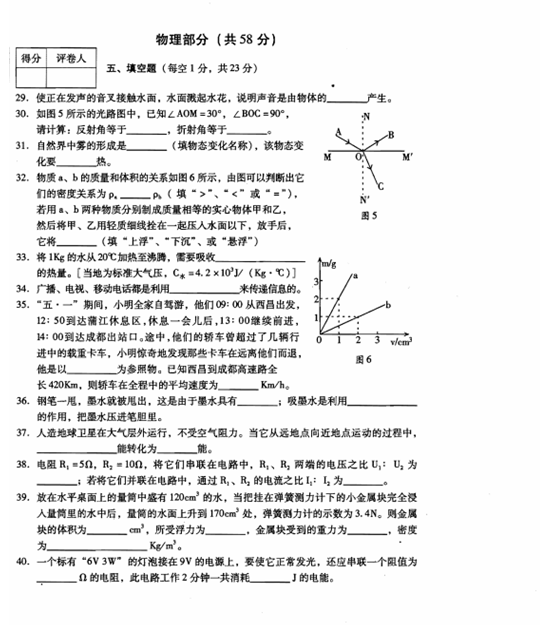 物理部分(共58分)
得分 评卷人
五、填空题(每空1分,共23分)
29. 使正在发声的音叉接触水面,水面溅起水花,说明声音是由物体的________产生。
30. 如图5所示的光路图中,已知∠AOM=30°,∠BOC=90°,
请计算:反射角等于______,折射角等于______。
31. 自然界中雾的形成是______(填物态变化名称),该物态变
化要______热。
32. 物质a、b的质量和体积的关系如图6所示,由图可以判断出它
们的密度关系为ρa ____ρb(填“>”、“<”或“=”),
若用a、b两种物质分别制成质量相等的实心物体甲和乙,
然后将甲、乙用轻质细线拴在一起压入水面以下,放手后,
它将______(填“上浮”、“下沉”、或“悬浮”)
33. 将1Kg的水从20℃加热至沸腾,需要吸收____________
的热量。[当地为标准大气压,C水=4.2×10³J/(Kg·℃)]
34. 广播、电视、移动电话都是利用____________来传递信息的。
35. “五·一”期间,小明全家自驾游,他们09:00从西昌出发,
12:50到达蒲江休息区,休息一会儿后,13:00继续前进,
14:00到达成都出站口。途中,他们的轿车曾超过了几辆行
进中的载重卡车,小明惊奇地发现那些卡车在远离他们而退,
他是以______为参照物。已知西昌到成都高速路全
长420Km,则轿车在全程中的平均速度为______Km/h。
N
A
B
M
O
M′
C
N′
图5
m/g
3
2
1
a
b
0 1 2 3 v/cm³
图6
36. 钢笔一甩,墨水就被甩出,这是由于墨水具有______;吸墨水是利用____________
的作用,把墨水压进笔胆里。
37. 人造地球卫星在大气层外运行,不受空气阻力。当它从远地点向近地点运动的过程中,
____________能转化为______能。
38. 电阻R₁=5Ω,R₂=10Ω,将它们串联在电路中,R₁、R₂两端的电压之比U₁:U₂为
______;若将它们并联在电路中,通过R₁、R₂的电流之比I₁:I₂为______。
39. 放在水平桌面上的量筒中盛有120cm³的水,当把挂在弹簧测力计下的小金属块完全浸
入量筒里的水中后,量筒的水面上升到170cm³处,弹簧测力计的示数为3.4N。则金属
块的体积为______cm³,所受浮力为______,金属块受到的重力为______,密度
为____________Kg/m³。
40. 一个标有“6V 3W”的灯泡接在9V的电源上,要使它正常发光,还应串联一个阻值为
______Ω的电阻,此电路工作2分钟一共消耗______J的电能。